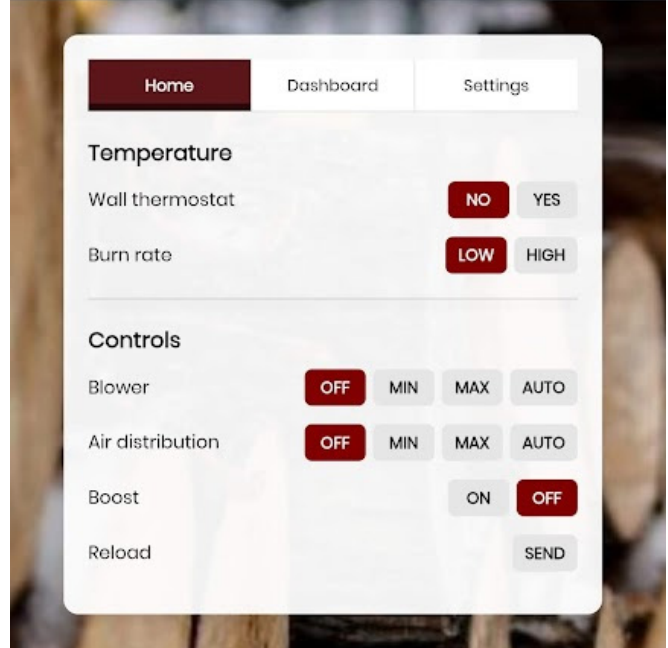 Home Dashboard Settings
Temperature
Wall thermostat NO YES
Burn rate LOW HIGH
Controls
Blower OFF MIN MAX AUTO
Air distribution OFF MIN MAX AUTO
Boost ON OFF
Reload SEND